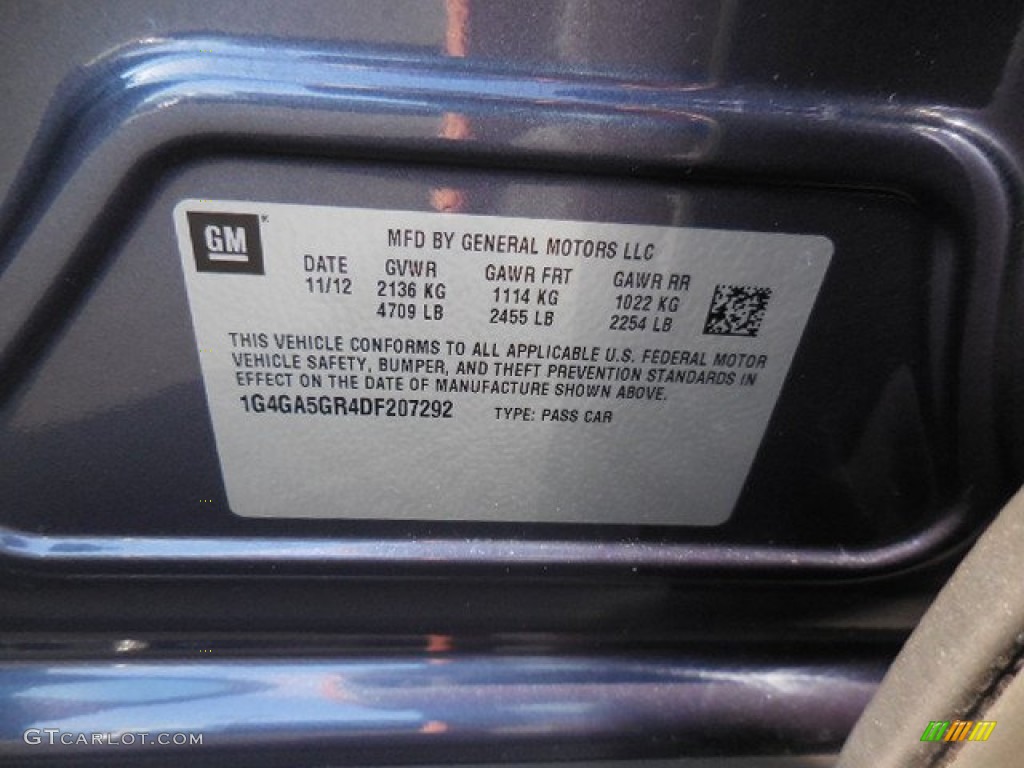 GM
MFD BY GENERAL MOTORS LLC
DATE GVWR GAWR FRT GAWR RR
11/12 2136 KG 1114 KG 1022 KG
4709 LB 2455 LB 2254 LB
THIS VEHICLE CONFORMS TO ALL APPLICABLE U.S. FEDERAL MOTOR
VEHICLE SAFETY, BUMPER, AND THEFT PREVENTION STANDARDS IN
EFFECT ON THE DATE OF MANUFACTURE SHOWN ABOVE.
1G4GA5GR4DF207292 TYPE: PASS CAR
GTCARLOT.COM